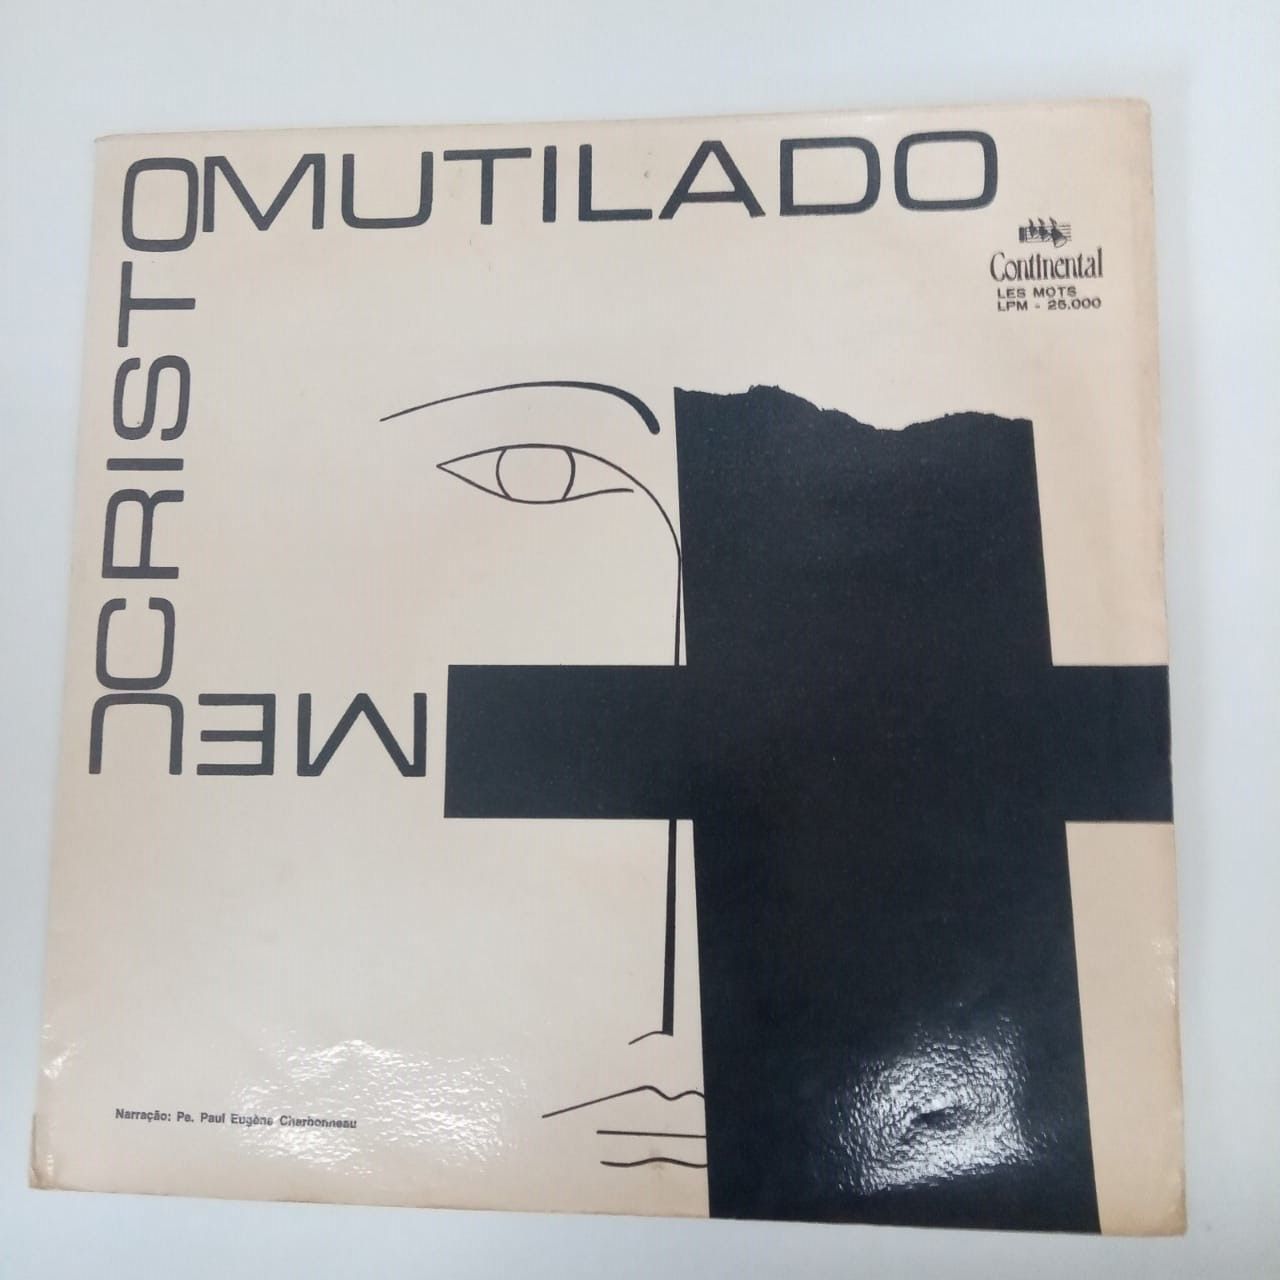 MEU CRISTO MUTILADO
Continental
LES MOTS
LPM - 25.000
Narração: Pe. Paul Eugène Charbonneau